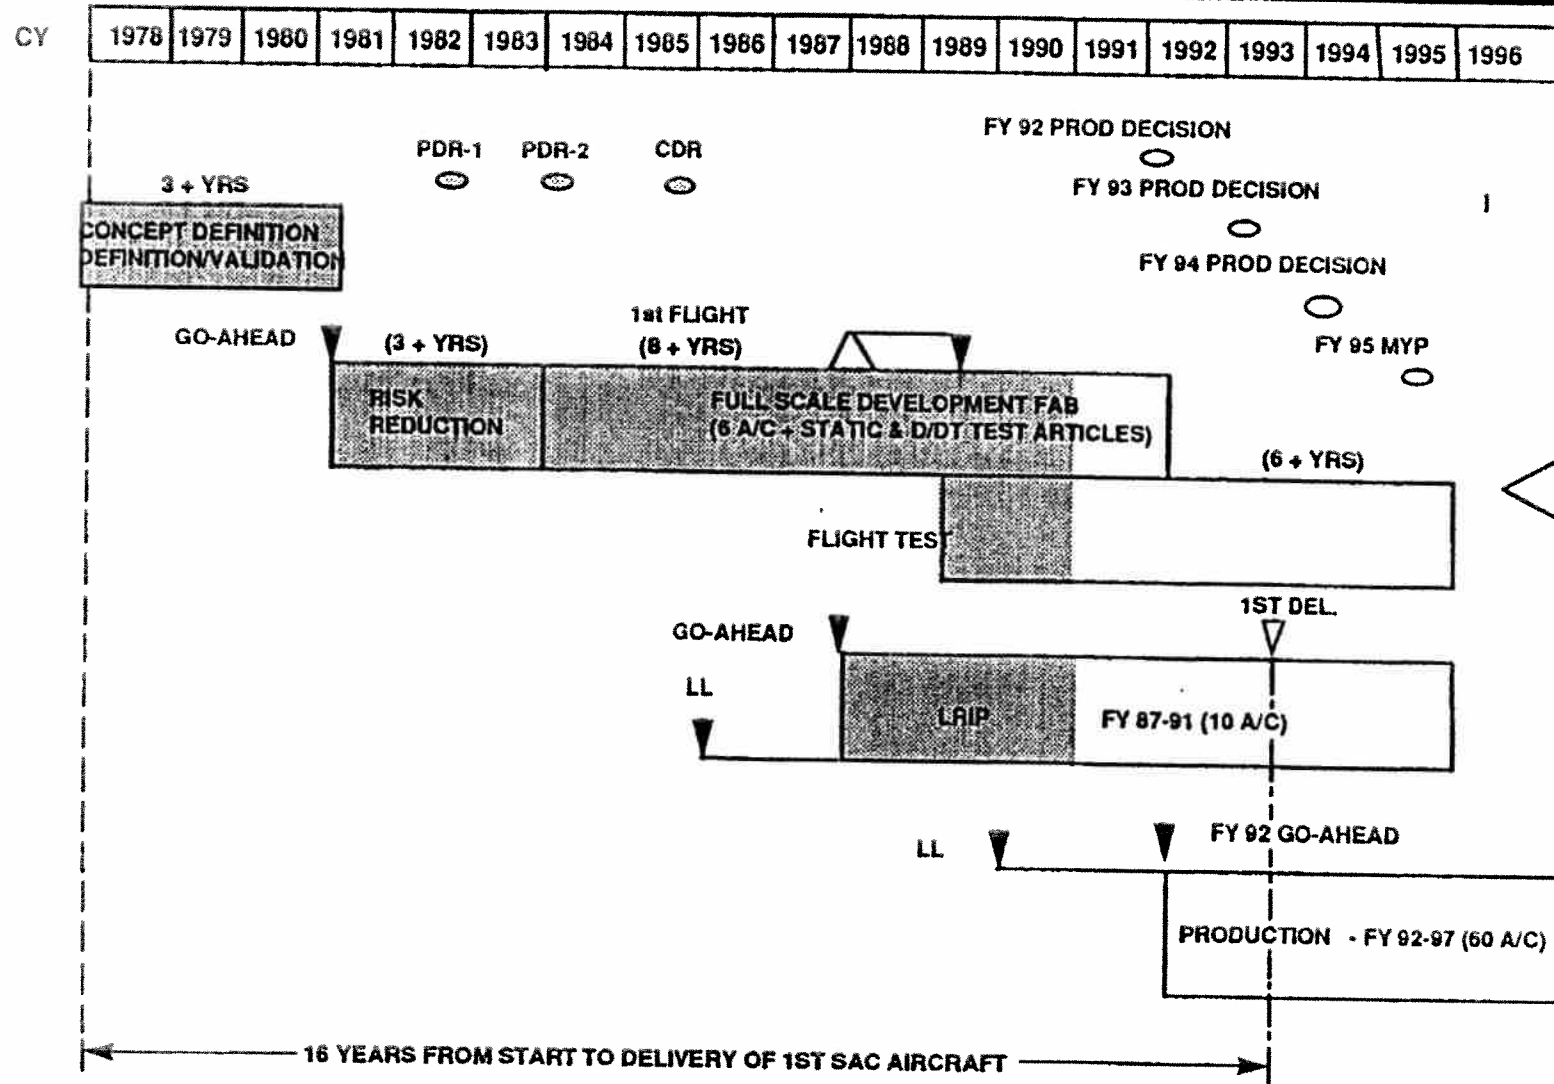 CY 1978 1979 1980 1981 1982 1983 1984 1985 1986 1987 1988 1989 1990 1991 1992 1993 1994 1995 1996
FY 92 PROD DECISION
PDR-1 PDR-2 CDR
3 + YRS
FY 93 PROD DECISION
CONCEPT DEFINITION
DEFINITION/VALIDATION
FY 94 PROD DECISION
1st FLIGHT
GO-AHEAD
(3 + YRS)
(8 + YRS)
FY 95 MYP
RISK
REDUCTION
FULL SCALE DEVELOPMENT FAB
(6 A/C + STATIC & D/DT TEST ARTICLES)
(6 + YRS)
FLIGHT TEST
1ST DEL.
GO-AHEAD
LL
LRIP
FY 87-91 (10 A/C)
FY 92 GO-AHEAD
LL
PRODUCTION - FY 92-97 (60 A/C)
16 YEARS FROM START TO DELIVERY OF 1ST SAC AIRCRAFT